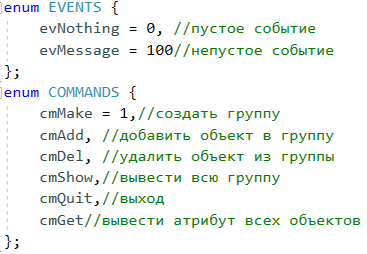 enum EVENTS {
evNothing = 0, //пустое событие
evMessage = 100//непустое событие
};
enum COMMANDS {
cmMake = 1,//создать группу
cmAdd, //добавить объект в группу
cmDel, //удалить объект из группы
cmShow,//вывести всю группу
cmQuit,//выход
cmGet//вывести атрибут всех объектов
};